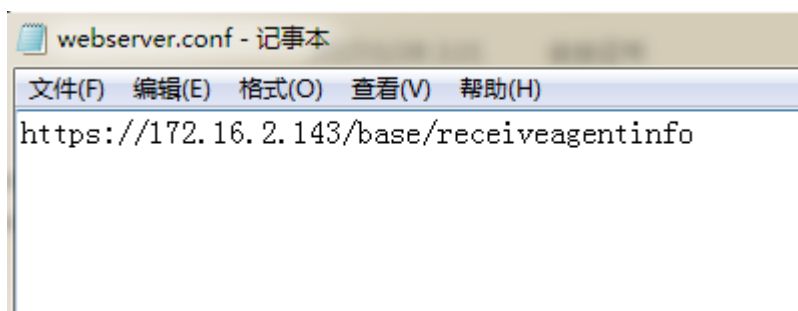 webserver.conf - 记事本
文件(F) 编辑(E) 格式(O) 查看(V) 帮助(H)
https://172.16.2.143/base/receiveagentinfo